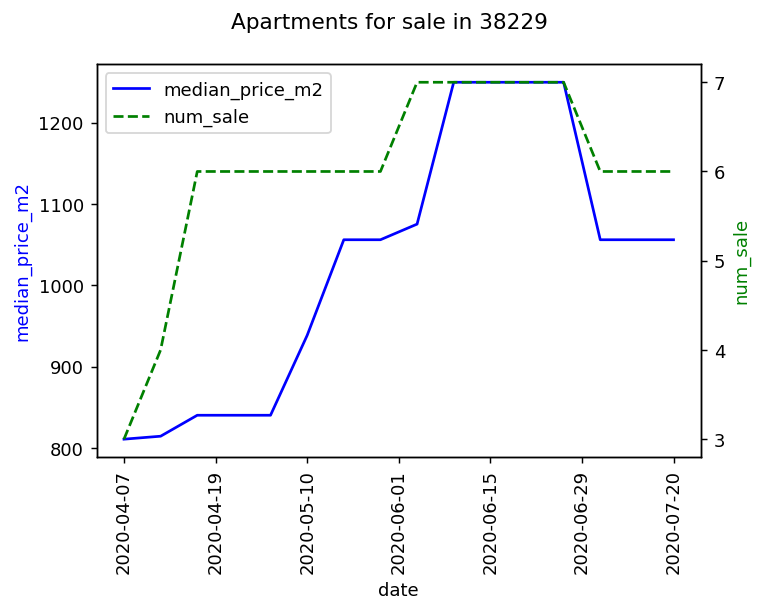 Apartments for sale in 38229
median_price_m2
num_sale
1200
1100
1000
900
800
median_price_m2
7
6
5
4
3
num_sale
2020-04-07
2020-04-19
2020-05-10
2020-06-01
2020-06-15
2020-06-29
2020-07-20
date